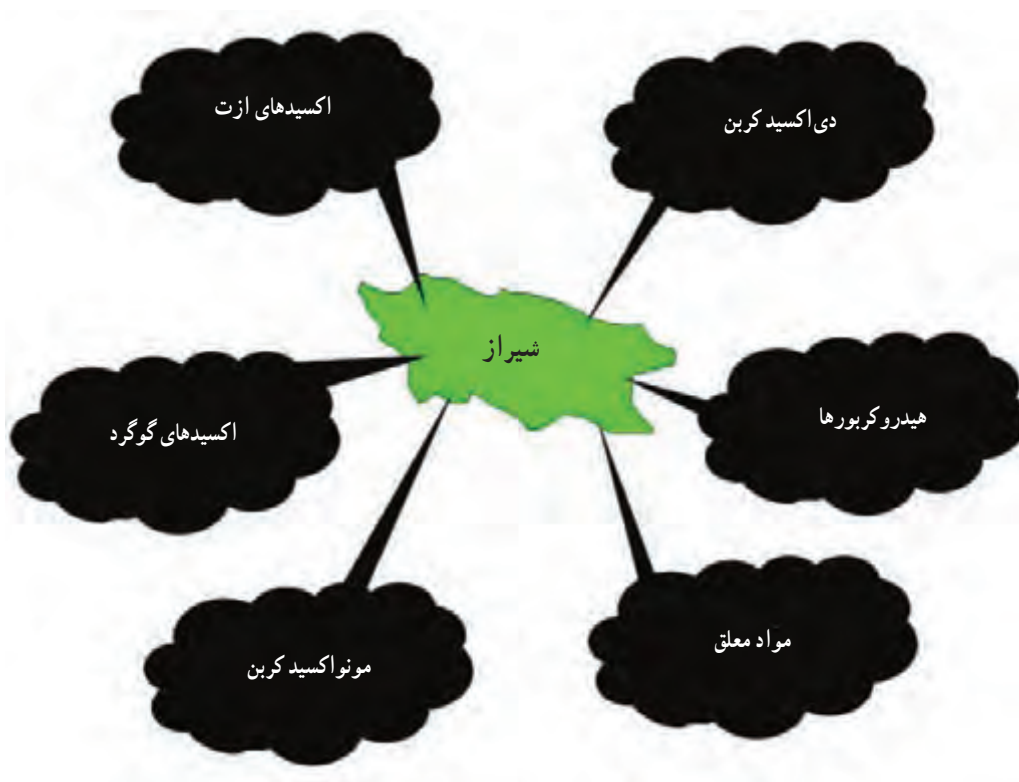 دی‌اکسید کربن
اکسیدهای ازت
شیراز
هیدروکربورها
اکسیدهای گوگرد
مواد معلق
مونواکسید کربن